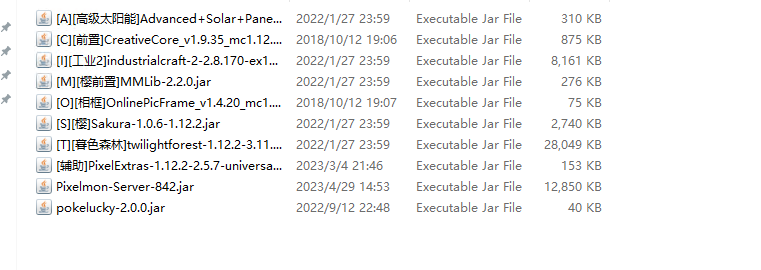 [A][高级太阳能]Advanced+Solar+Pane... 2022/1/27 23:59 Executable Jar File 310 KB
[C][前置]CreativeCore_v1.9.35_mc1.12.... 2018/10/12 19:06 Executable Jar File 875 KB
[I][工业2]industrialcraft-2-2.8.170-ex1... 2022/1/27 23:59 Executable Jar File 8,161 KB
[M][樱前置]MMLib-2.2.0.jar 2022/1/27 23:59 Executable Jar File 276 KB
[O][相框]OnlinePicFrame_v1.4.20_mc1.... 2018/10/12 19:07 Executable Jar File 75 KB
[S][樱]Sakura-1.0.6-1.12.2.jar 2022/1/27 23:59 Executable Jar File 2,740 KB
[T][暮色森林]twilightforest-1.12.2-3.11.... 2022/1/27 23:59 Executable Jar File 28,049 KB
[辅助]PixelExtras-1.12.2-2.5.7-universa... 2023/3/4 21:46 Executable Jar File 153 KB
Pixelmon-Server-842.jar 2023/4/29 14:53 Executable Jar File 12,850 KB
pokelucky-2.0.0.jar 2022/9/12 22:48 Executable Jar File 40 KB